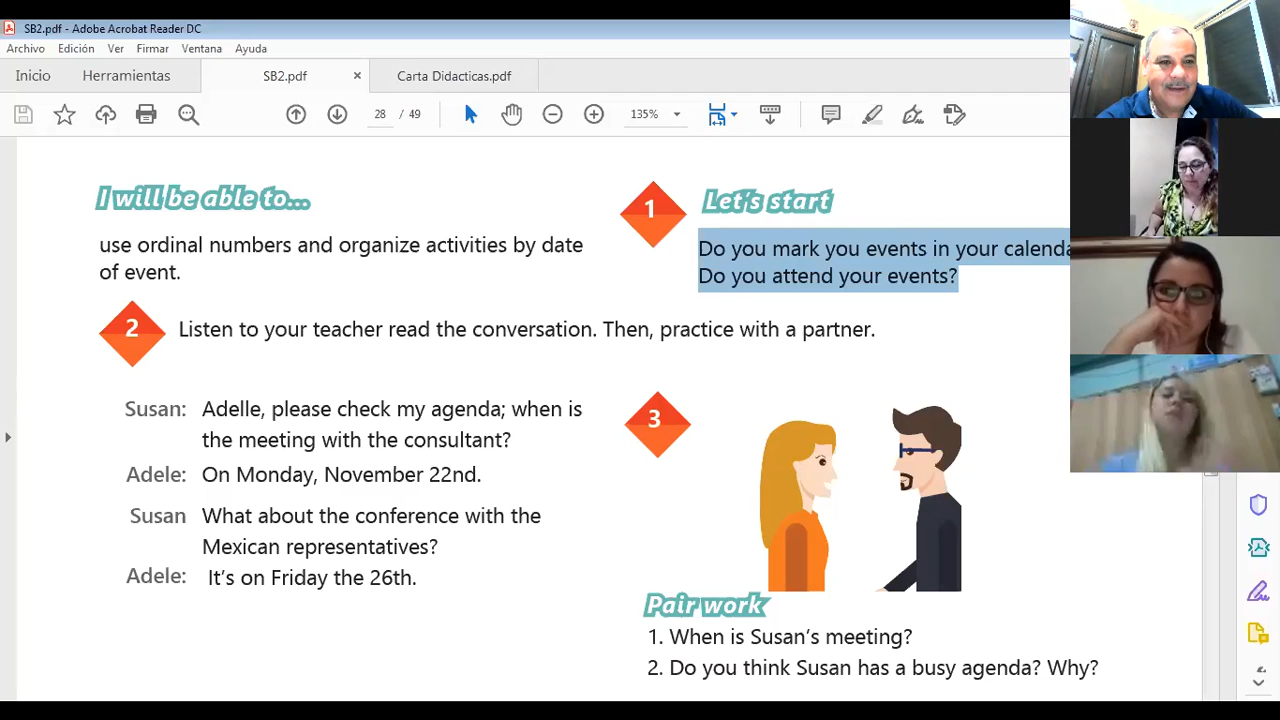 SB2.pdf - Adobe Acrobat Reader DC
Archivo Edición Ver Firmar Ventana Ayuda
Inicio Herramientas SB2.pdf × Carta Didacticas.pdf
28 / 49 135%
I will be able to...
use ordinal numbers and organize activities by date
of event.
1 Let's start
Do you mark you events in your calenda
Do you attend your events?
2 Listen to your teacher read the conversation. Then, practice with a partner.
Susan: Adelle, please check my agenda; when is
the meeting with the consultant?
Adele: On Monday, November 22nd.
Susan What about the conference with the
Mexican representatives?
Adele: It's on Friday the 26th.
3
Pair work
1. When is Susan's meeting?
2. Do you think Susan has a busy agenda? Why?